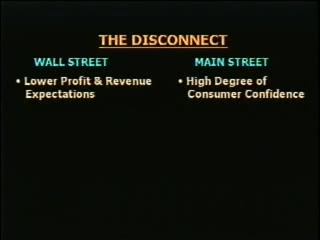 THE DISCONNECT
WALL STREET
• Lower Profit & Revenue
Expectations
MAIN STREET
• High Degree of
Consumer Confidence